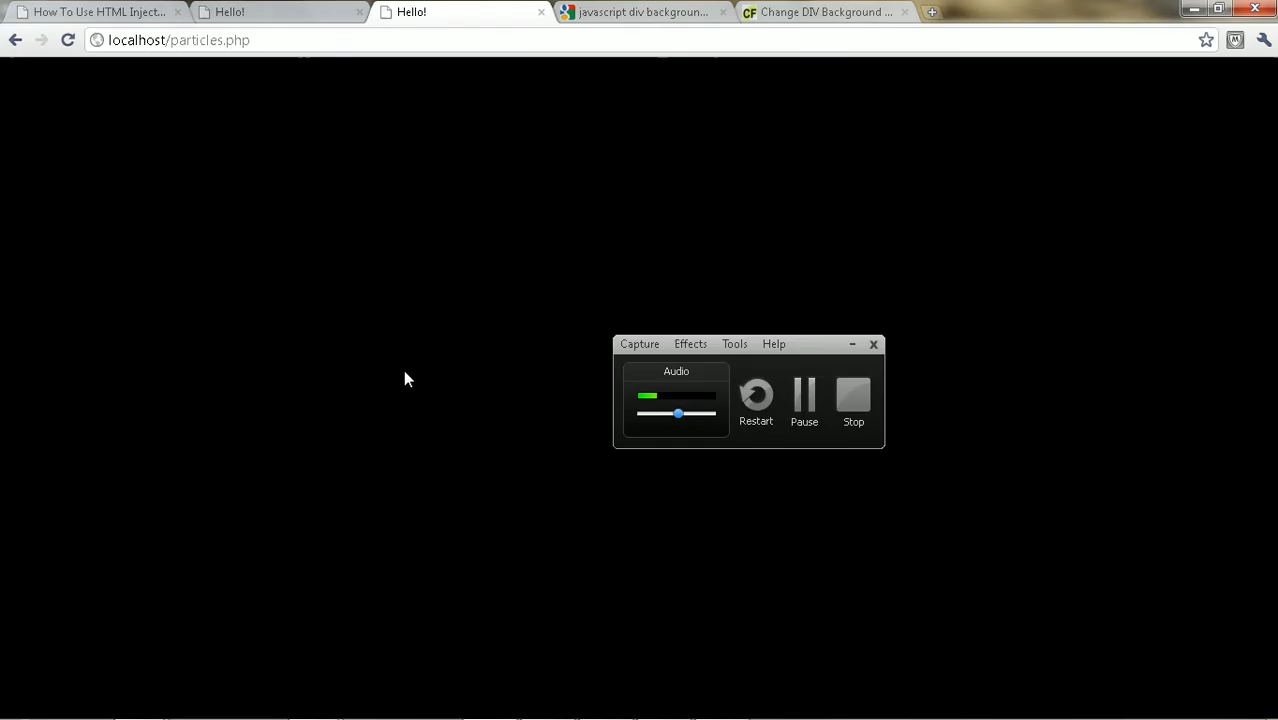 How To Use HTML Inject...
Hello!
Hello!
javascript div backgroun...
CF Change DIV Background ...
localhost/particles.php
Capture Effects Tools Help
Audio
Restart
Pause
Stop